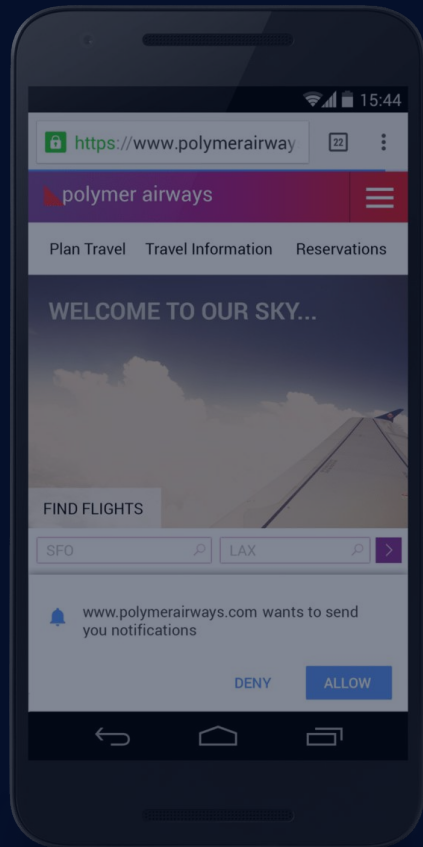 15:44
https://www.polymerairway
22
polymer airways
Plan Travel Travel Information Reservations
WELCOME TO OUR SKY...
FIND FLIGHTS
SFO LAX
www.polymerairways.com wants to send
you notifications
DENY ALLOW